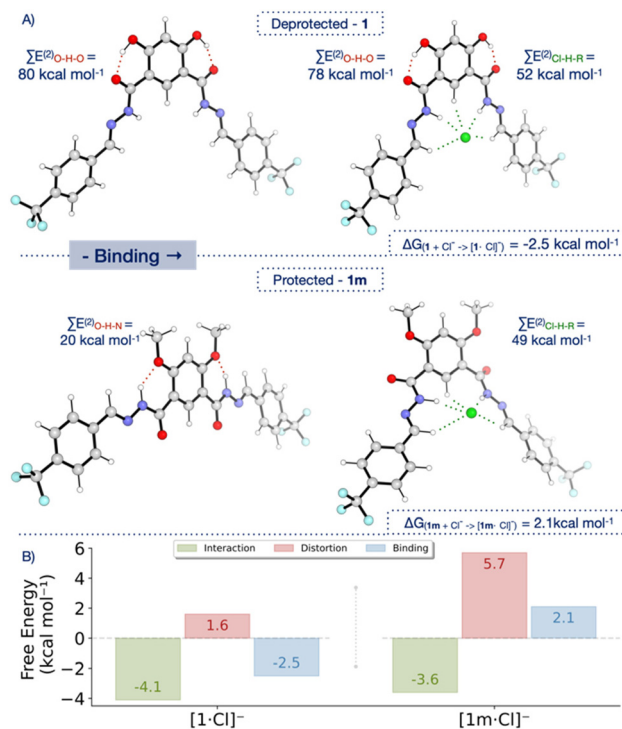 A)
Deprotected - 1
∑E⁽²⁾O-H-O =
80 kcal mol⁻¹
∑E⁽²⁾O-H-O =
78 kcal mol⁻¹
∑E⁽²⁾Cl-H-R =
52 kcal mol⁻¹
ΔG(1 + Cl⁻ -> [1· Cl]⁻) = -2.5 kcal mol⁻¹
- Binding →
Protected - 1m
∑E⁽²⁾O-H-N =
20 kcal mol⁻¹
∑E⁽²⁾Cl-H-R =
49 kcal mol⁻¹
ΔG(1m + Cl⁻ -> [1m· Cl]⁻) = 2.1kcal mol⁻¹
B)
Interaction Distortion Binding
Free Energy
(kcal mol⁻¹)
6
4
2
0
−2
−4
-4.1
1.6
-2.5
-3.6
5.7
2.1
[1·Cl]⁻
[1m·Cl]⁻